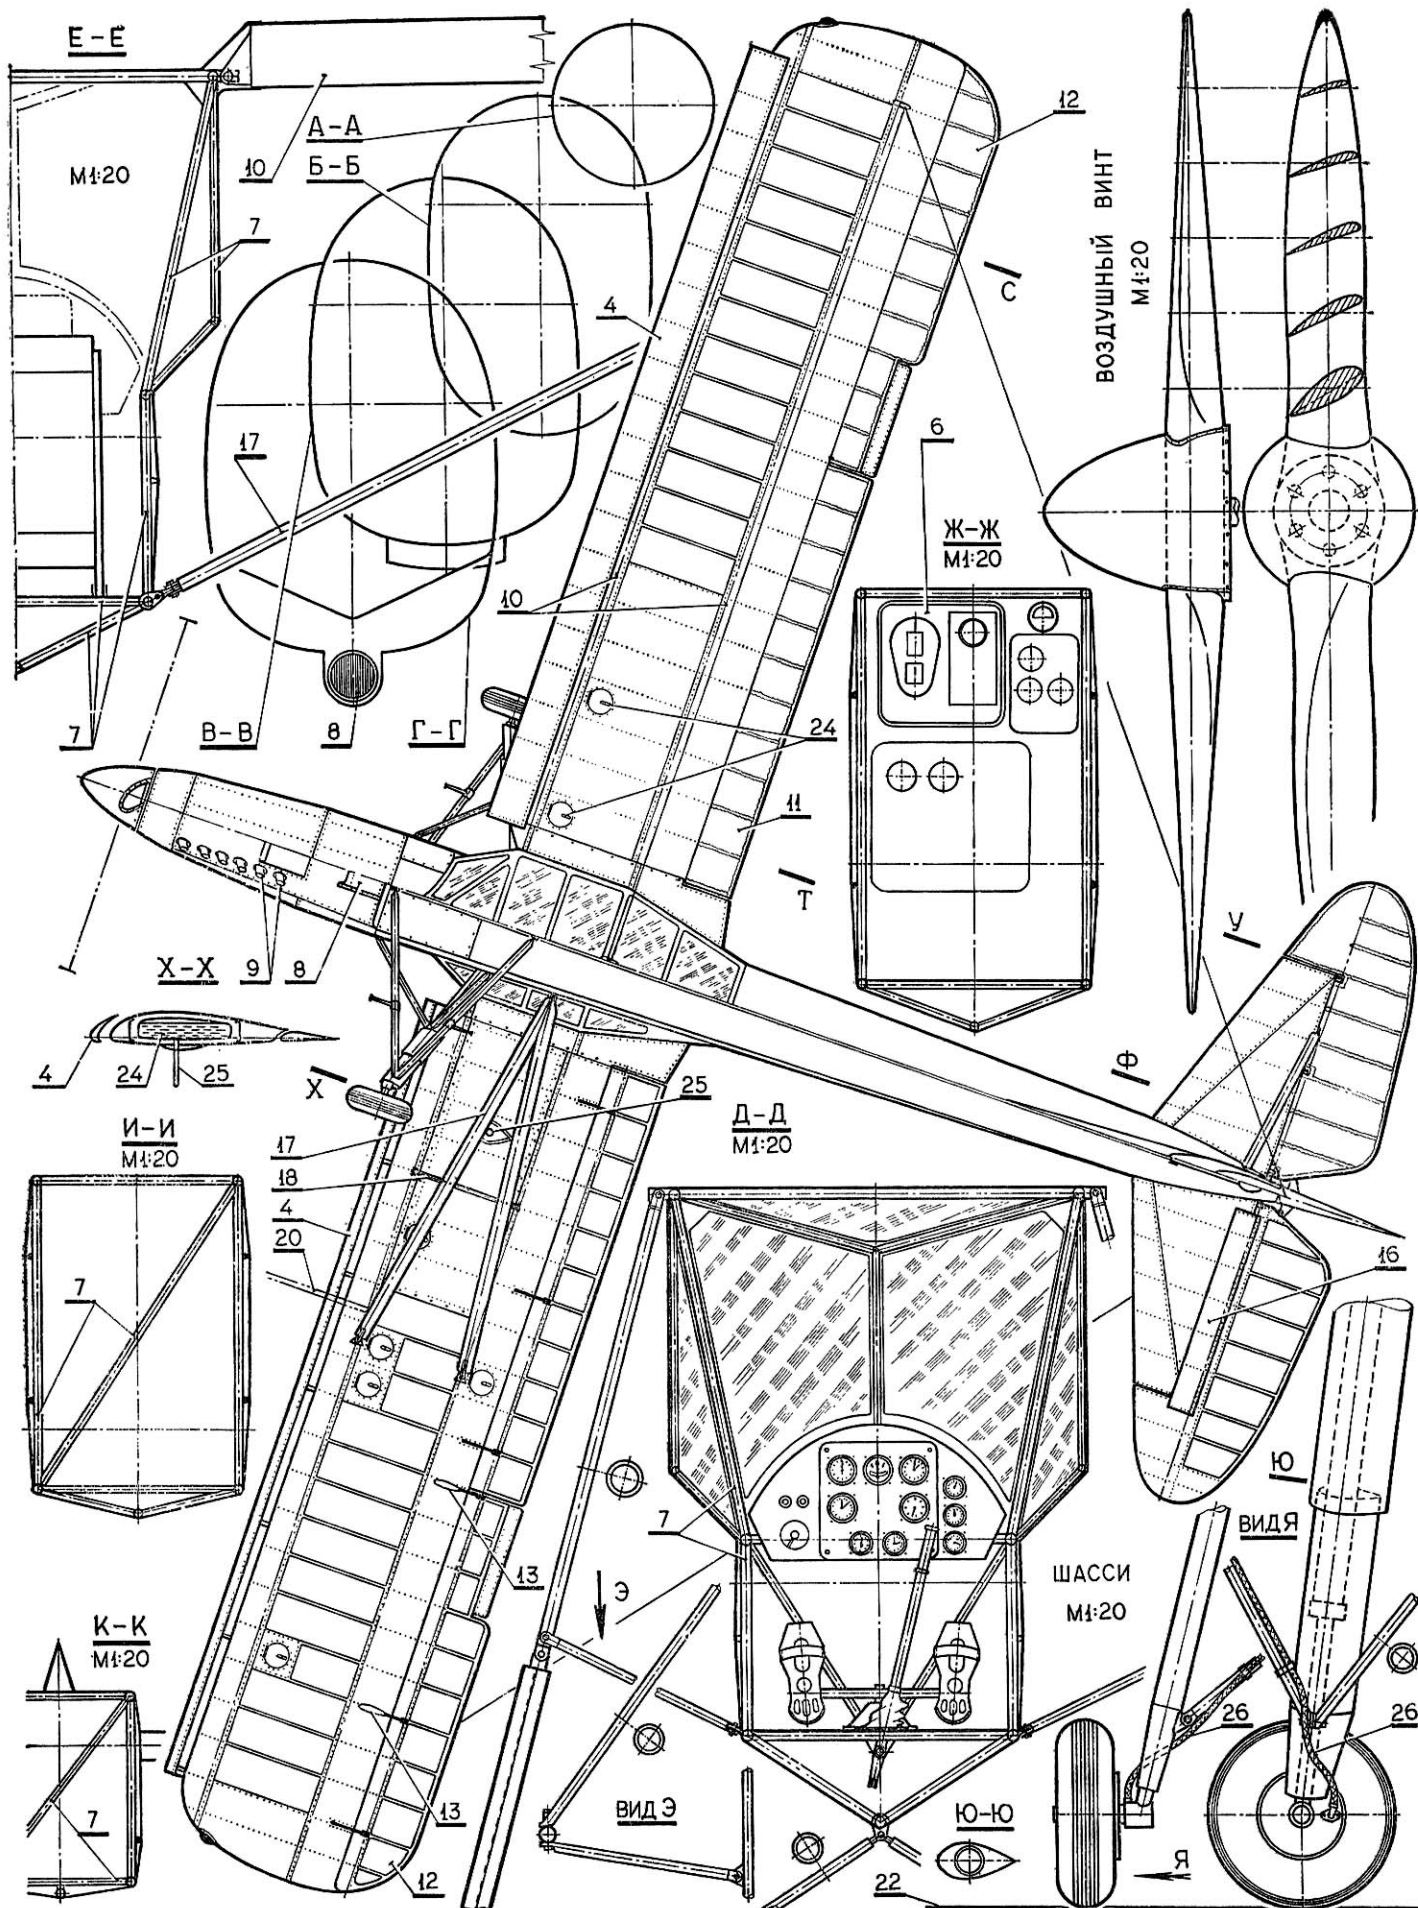 Е-Е
М1:20
10
А-А
Б-Б
7
17
7
В-В
8
Г-Г
4
12
С
ВОЗДУШНЫЙ ВИНТ
М1:20
6
Ж-Ж
М1:20
10
24
11
Т
У
Х-Х
9
8
4
24
25
Х
Ф
И-И
М1:20
17
18
4
20
25
Д-Д
М1:20
7
16
Ю
ВИД Я
7
13
Э
ШАССИ
М1:20
К-К
М1:20
7
13
12
ВИД Э
Ю-Ю
26
26
Я
22